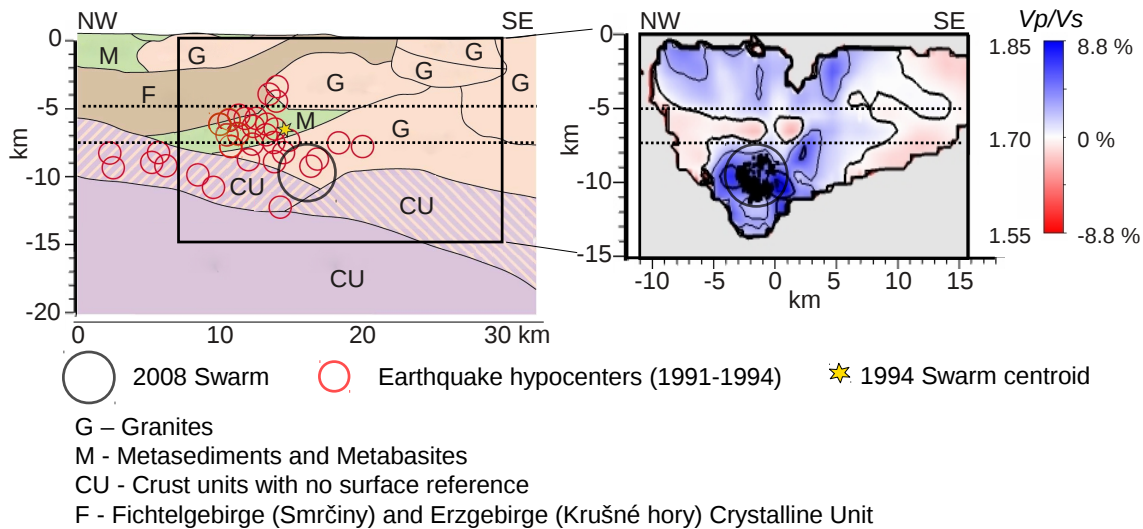 NW SE
NW SE Vp/Vs
0 -5 -10 -15 -20
km
M G G G G G F M G CU CU CU
0 10 20 30 km
0 -5 -10 -15
km
-10 -5 0 5 10 15
km
1.85 8.8 %
1.70 0 %
1.55 -8.8 %
2008 Swarm Earthquake hypocenters (1991-1994) 1994 Swarm centroid
G – Granites
M - Metasediments and Metabasites
CU - Crust units with no surface reference
F - Fichtelgebirge (Smrčiny) and Erzgebirge (Krušné hory) Crystalline Unit